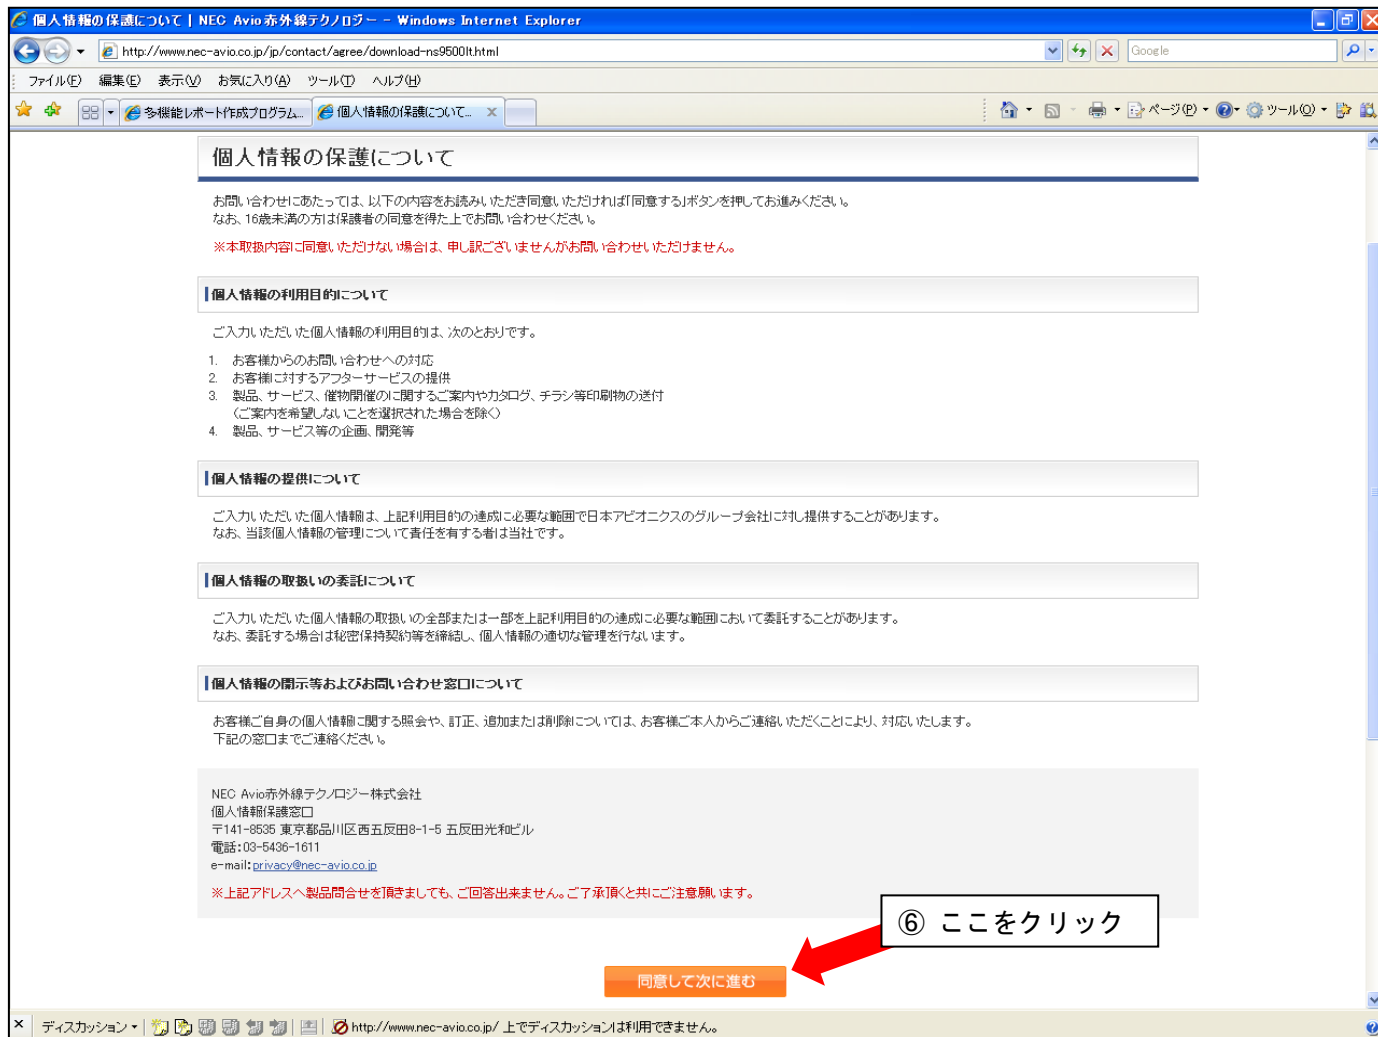 個人情報の保護について | NEC Avio赤外線テクノロジー - Windows Internet Explorer
http://www.nec-avio.co.jp/jp/contact/agree/download-ns9500lt.html
Google
ファイル(F) 編集(E) 表示(V) お気に入り(A) ツール(T) ヘルプ(H)
多機能レポート作成プログラム...
個人情報の保護について...
ページ(P)
ツール(O)
個人情報の保護について
お問い合わせにあたっては、以下の内容をお読みいただき同意いただければ「同意する」ボタンを押してお進みください。
なお、16歳未満の方は保護者の同意を得た上でお問い合わせください。
※本取扱内容に同意いただけない場合は、申し訳ございませんがお問い合わせいただけません。
個人情報の利用目的について
ご入力いただいた個人情報の利用目的は、次のとおりです。
1. お客様からのお問い合わせへの対応
2. お客様に対するアフターサービスの提供
3. 製品、サービス、催物開催のに関するご案内やカタログ、チラシ等印刷物の送付
（ご案内を希望しないことを選択された場合を除く）
4. 製品、サービス等の企画、開発等
個人情報の提供について
ご入力いただいた個人情報は、上記利用目的の達成に必要な範囲で日本アビオニクスのグループ会社に対し提供することがあります。
なお、当該個人情報の管理について責任を有する者は当社です。
個人情報の取扱いの委託について
ご入力いただいた個人情報の取扱いの全部または一部を上記利用目的の達成に必要な範囲において委託することがあります。
なお、委託する場合は秘密保持契約等を締結し、個人情報の適切な管理を行ないます。
個人情報の開示等およびお問い合わせ窓口について
お客様ご自身の個人情報に関する照会や、訂正、追加または削除については、お客様ご本人からご連絡いただくことにより、対応いたします。
下記の窓口までご連絡ください。
NEC Avio赤外線テクノロジー株式会社
個人情報保護窓口
〒141-8535 東京都品川区西五反田8-1-5 五反田光和ビル
電話:03-5436-1611
e-mail:privacy@nec-avio.co.jp
※上記アドレスへ製品問合せを頂きましても、ご回答出来ません。ご了承頂くと共にご注意願います。
⑥ ここをクリック
同意して次に進む
ディスカッション
http://www.nec-avio.co.jp/ 上でディスカッションは利用できません。